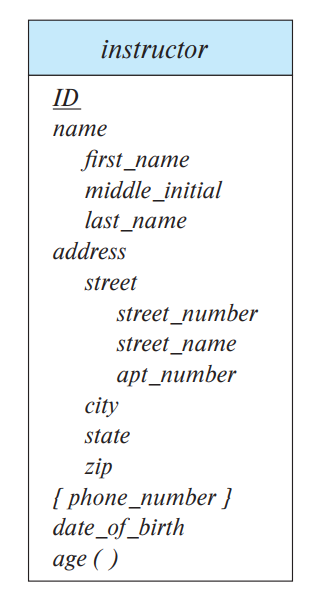 instructor
ID
name
first_name
middle_initial
last_name
address
street
street_number
street_name
apt_number
city
state
zip
{ phone_number }
date_of_birth
age ( )